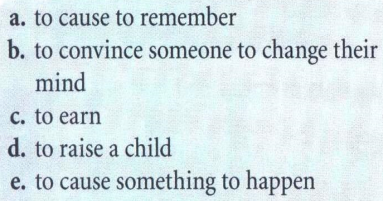 a. to cause to remember
b. to convince someone to change their
mind
c. to earn
d. to raise a child
e. to cause something to happen